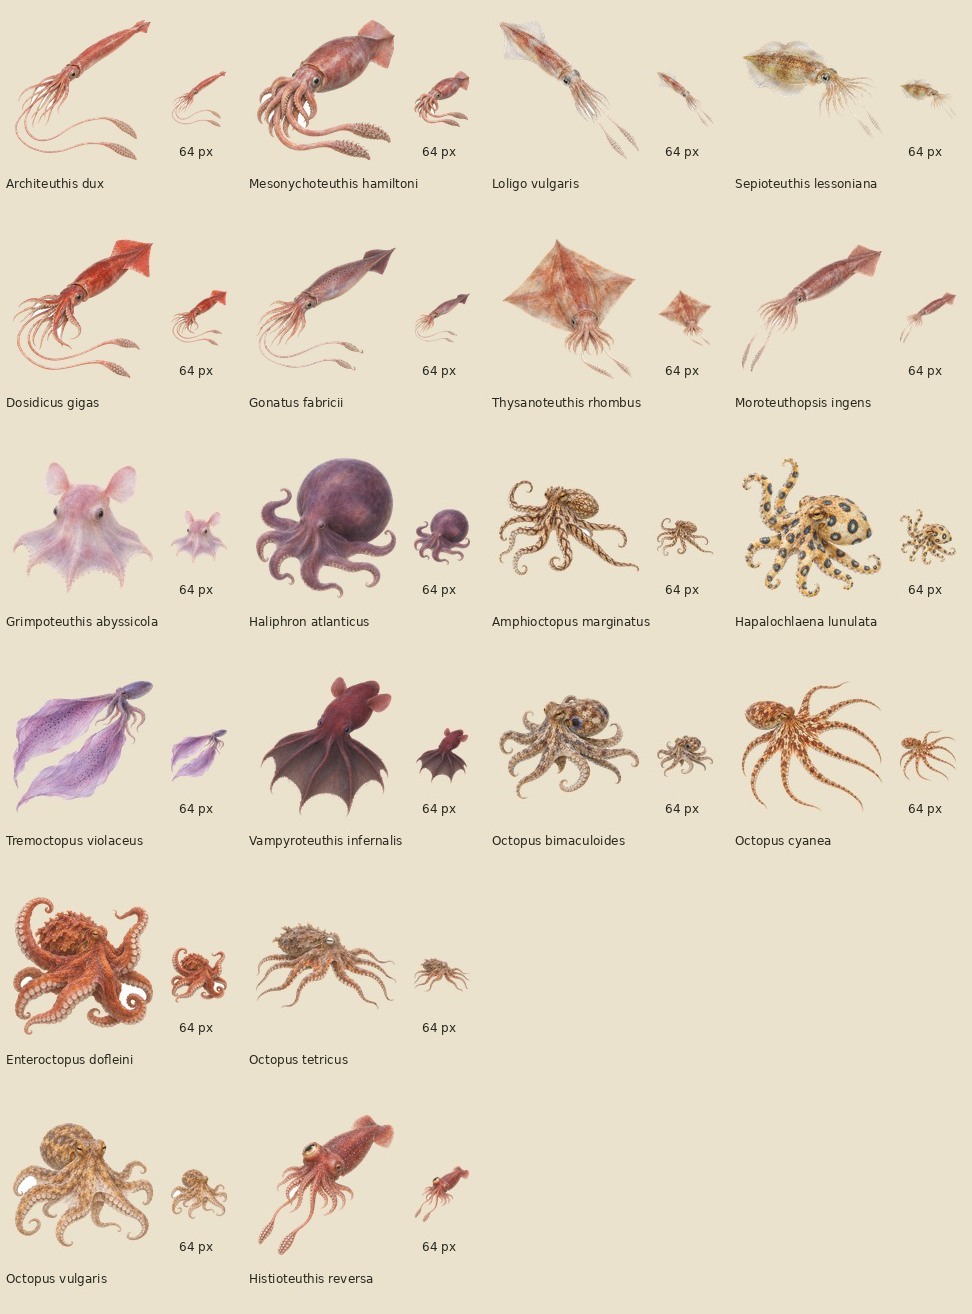 64 px 64 px 64 px 64 px
Architeuthis dux Mesonychoteuthis hamiltoni Loligo vulgaris Sepioteuthis lessoniana
64 px 64 px 64 px 64 px
Dosidicus gigas Gonatus fabricii Thysanoteuthis rhombus Moroteuthopsis ingens
64 px 64 px 64 px 64 px
Grimpoteuthis abyssicola Haliphron atlanticus Amphioctopus marginatus Hapalochlaena lunulata
64 px 64 px 64 px 64 px
Tremoctopus violaceus Vampyroteuthis infernalis Octopus bimaculoides Octopus cyanea
64 px 64 px
Enteroctopus dofleini Octopus tetricus
64 px 64 px
Octopus vulgaris Histioteuthis reversa